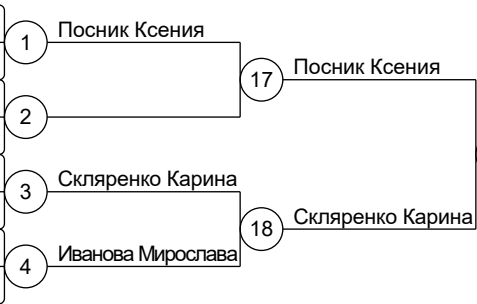 1 Посник Ксения
17 Посник Ксения
2
3 Скляренко Карина
18 Скляренко Карина
4 Иванова Мирослава